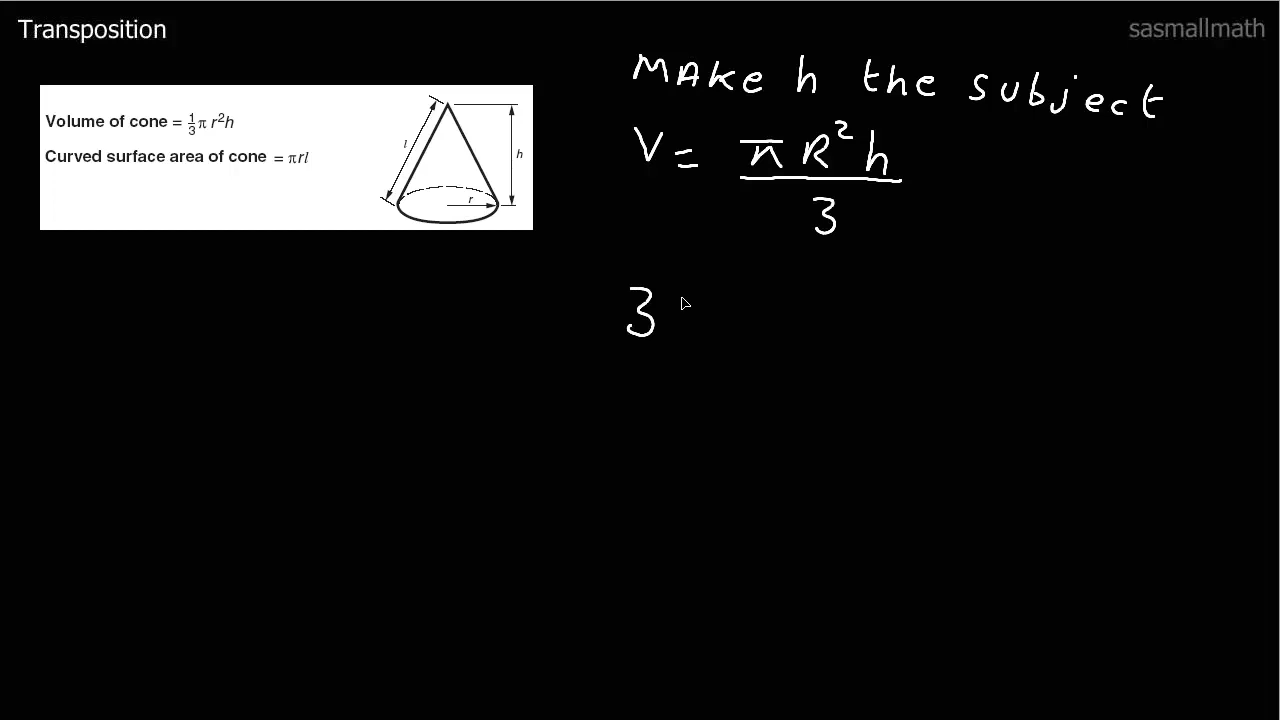 Transposition
sasmallmath
Volume of cone = 1/3 π r²h
Curved surface area of cone = πrl
l
h
r
MAKe h the subject
V = π R² h
3
3